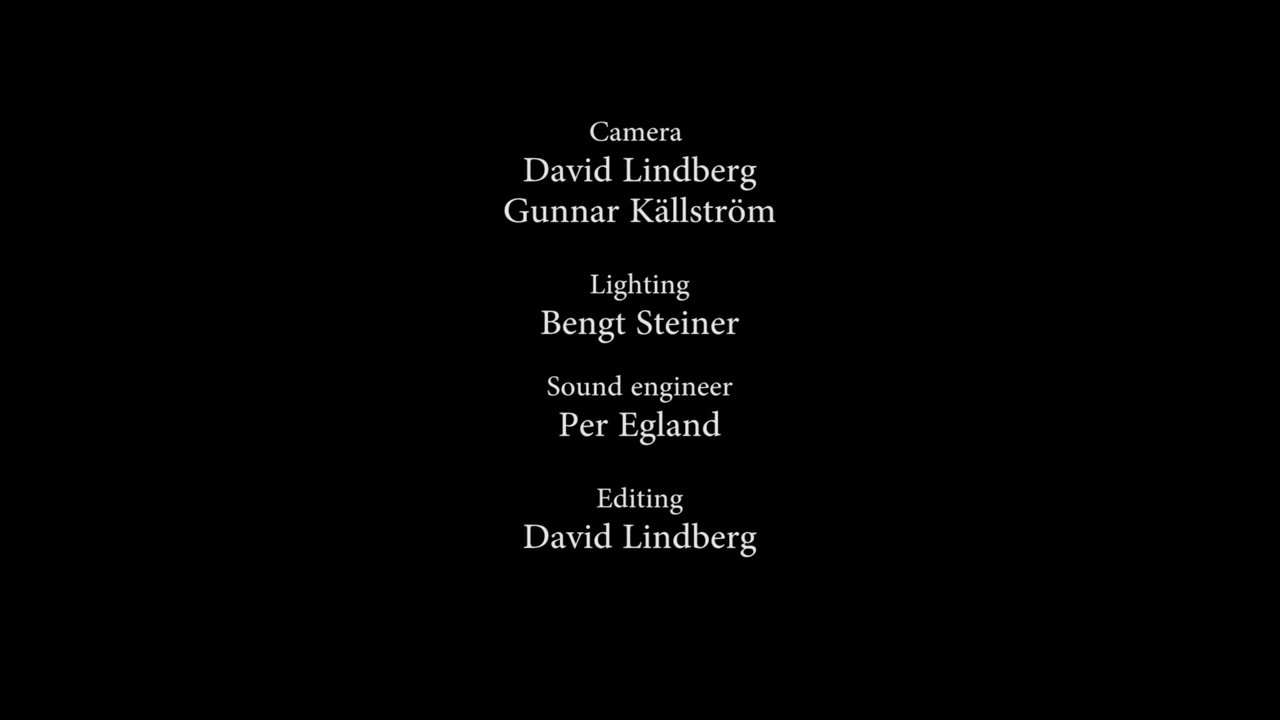 Camera
David Lindberg
Gunnar Källström
Lighting
Bengt Steiner
Sound engineer
Per Egland
Editing
David Lindberg